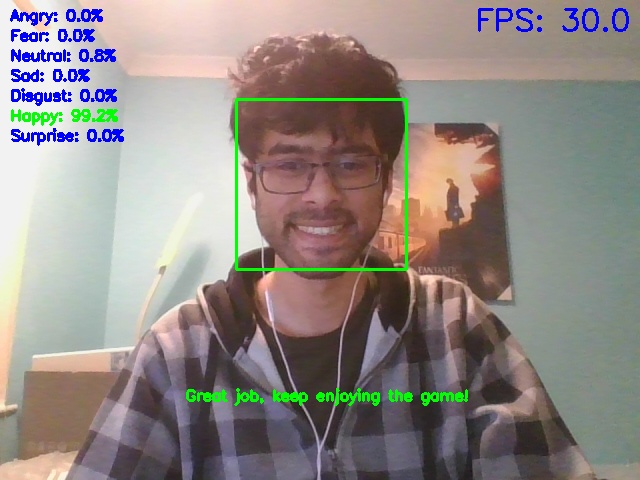 Angry: 0.0%
FPS: 30.0
Fear: 0.0%
Neutral: 0.8%
Sad: 0.0%
Disgust: 0.0%
Happy: 99.2%
Surprise: 0.0%
FANTASTIC
Great job, keep enjoying the game!